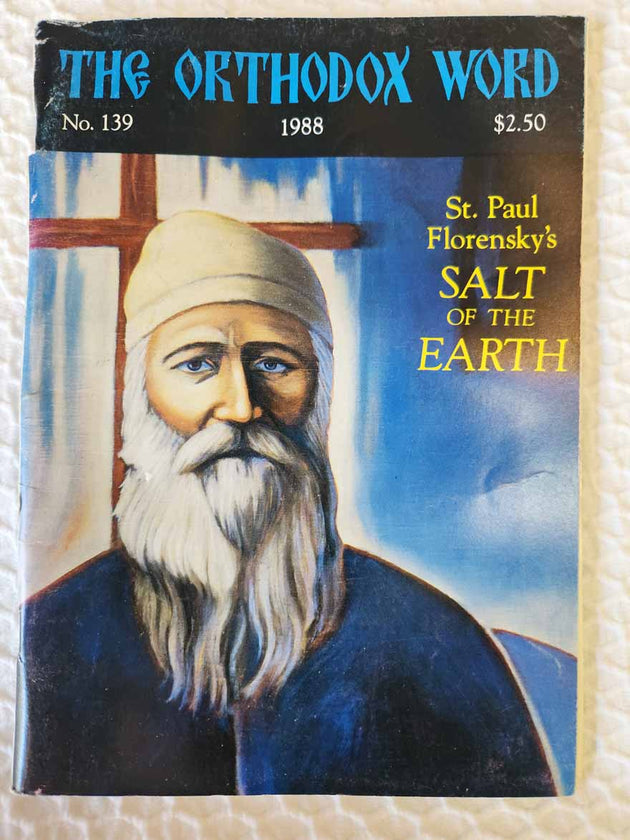 THE ORTHODOX WORD
No. 139 1988 $2.50
St. Paul
Florensky's
SALT
OF THE
EARTH